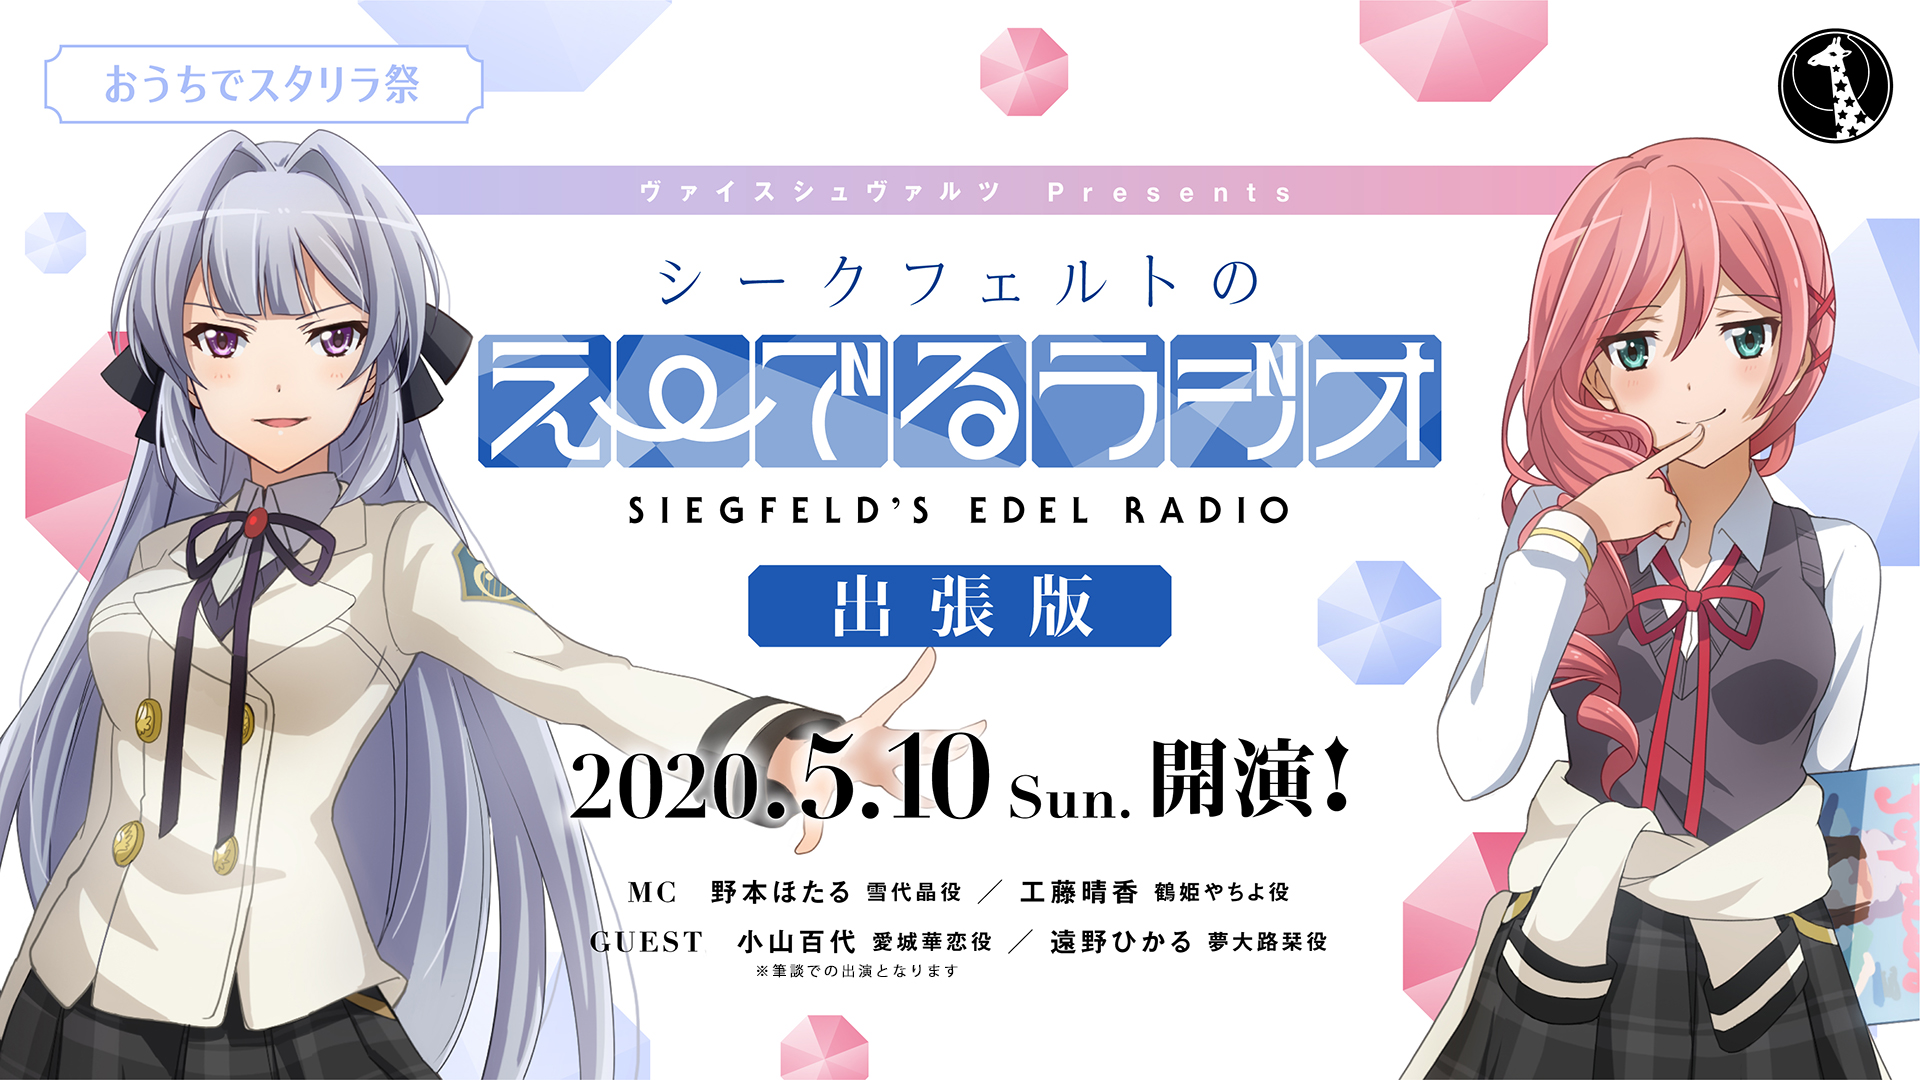 おうちでスタリラ祭
ヴァイスシュヴァルツ Presents
シークフェルトの
えーでるラジオ
SIEGFELD'S EDEL RADIO
出張版
2020.5.10 Sun. 開演!
MC 野本ほたる 雪代晶役 ／ 工藤晴香 鶴姫やちよ役
GUEST 小山百代 愛城華恋役 ／ 遠野ひかる 夢大路栞役
※筆談での出演となります